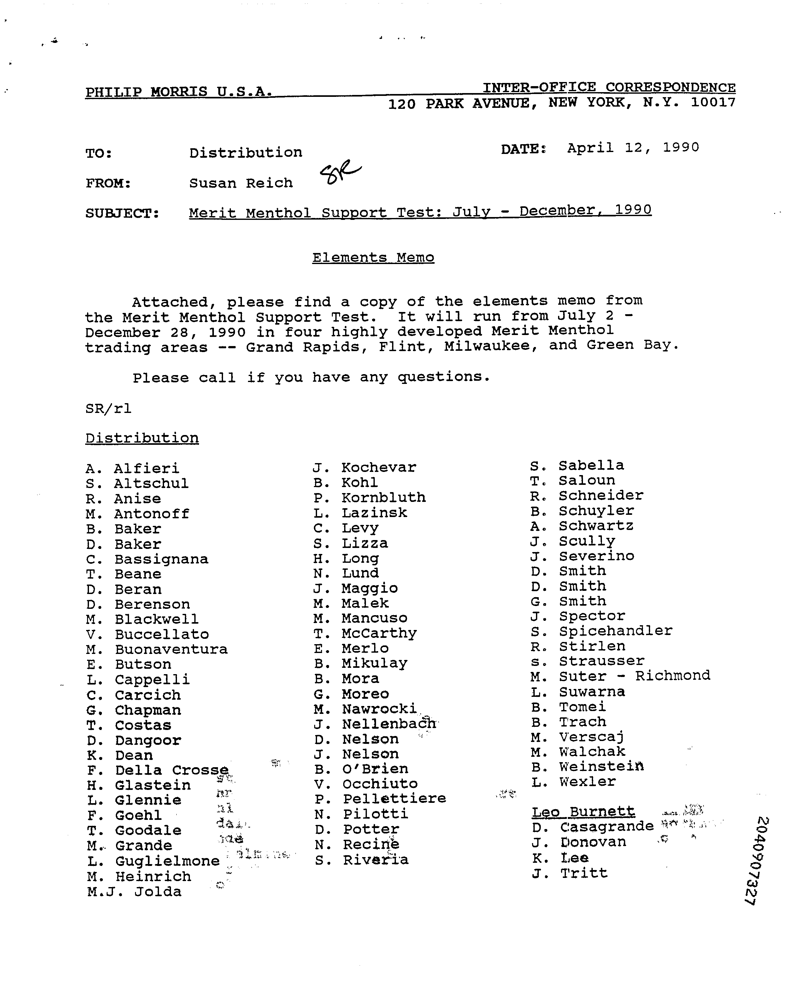 PHILIP MORRIS U.S.A. INTER-OFFICE CORRESPONDENCE
120 PARK AVENUE, NEW YORK, N.Y. 10017
TO: Distribution DATE: April 12, 1990
FROM: Susan Reich SR
SUBJECT: Merit Menthol Support Test: July - December, 1990
Elements Memo
Attached, please find a copy of the elements memo from
the Merit Menthol Support Test. It will run from July 2 -
December 28, 1990 in four highly developed Merit Menthol
trading areas -- Grand Rapids, Flint, Milwaukee, and Green Bay.
Please call if you have any questions.
SR/rl
Distribution
A. Alfieri
S. Altschul
R. Anise
M. Antonoff
B. Baker
D. Baker
C. Bassignana
T. Beane
D. Beran
D. Berenson
M. Blackwell
V. Buccellato
M. Buonaventura
E. Butson
L. Cappelli
C. Carcich
G. Chapman
T. Costas
D. Dangoor
K. Dean
F. Della Crosse
H. Glastein
L. Glennie
F. Goehl
T. Goodale
M. Grande
L. Guglielmone
M. Heinrich
M.J. Jolda
J. Kochevar
B. Kohl
P. Kornbluth
L. Lazinsk
C. Levy
S. Lizza
H. Long
N. Lund
J. Maggio
M. Malek
M. Mancuso
T. McCarthy
E. Merlo
B. Mikulay
B. Mora
G. Moreo
M. Nawrocki
J. Nellenbach
D. Nelson
J. Nelson
B. O'Brien
V. Occhiuto
P. Pellettiere
N. Pilotti
D. Potter
N. Recine
S. Riveria
S. Sabella
T. Saloun
R. Schneider
B. Schuyler
A. Schwartz
J. Scully
J. Severino
D. Smith
D. Smith
G. Smith
J. Spector
S. Spicehandler
R. Stirlen
s. Strausser
M. Suter - Richmond
L. Suwarna
B. Tomei
B. Trach
M. Verscaj
M. Walchak
B. Weinstein
L. Wexler
Leo Burnett
D. Casagrande
J. Donovan
K. Lee
J. Tritt
2040907327